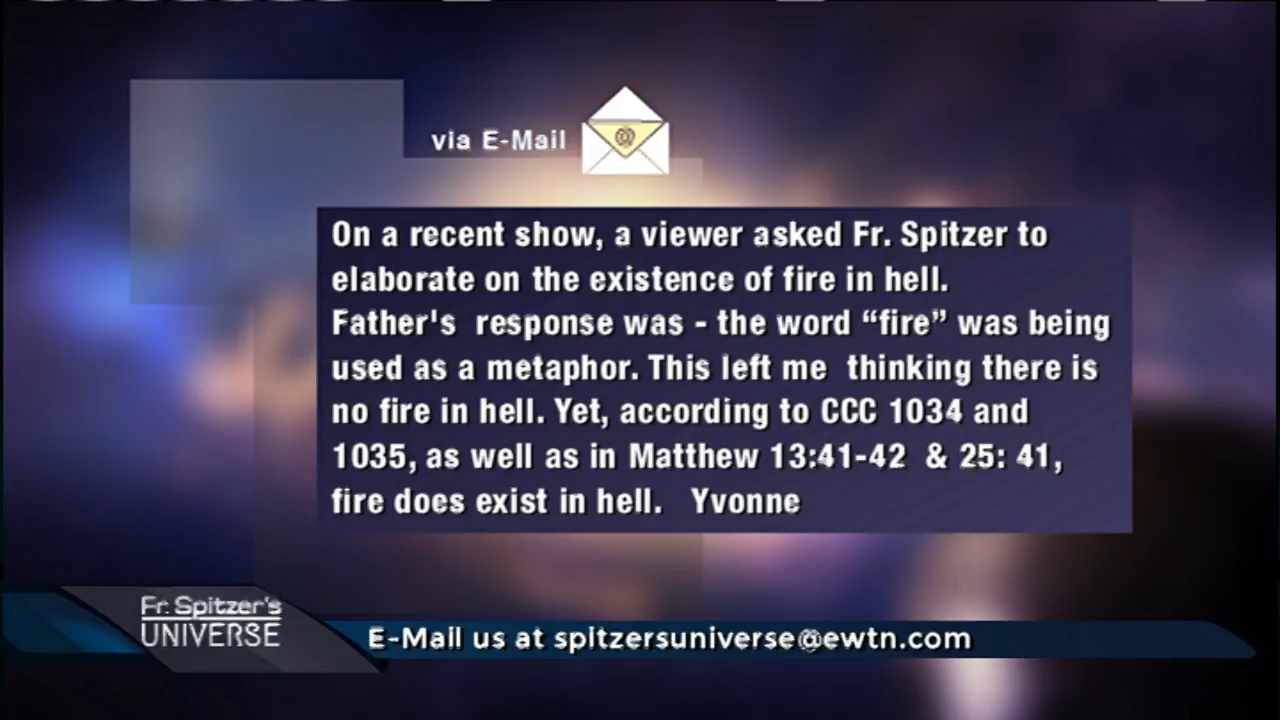 via E-Mail
@
On a recent show, a viewer asked Fr. Spitzer to
elaborate on the existence of fire in hell.
Father's response was - the word “fire” was being
used as a metaphor. This left me thinking there is
no fire in hell. Yet, according to CCC 1034 and
1035, as well as in Matthew 13:41-42 & 25: 41,
fire does exist in hell. Yvonne
Fr. Spitzer's
UNIVERSE
E-Mail us at spitzersuniverse@ewtn.com